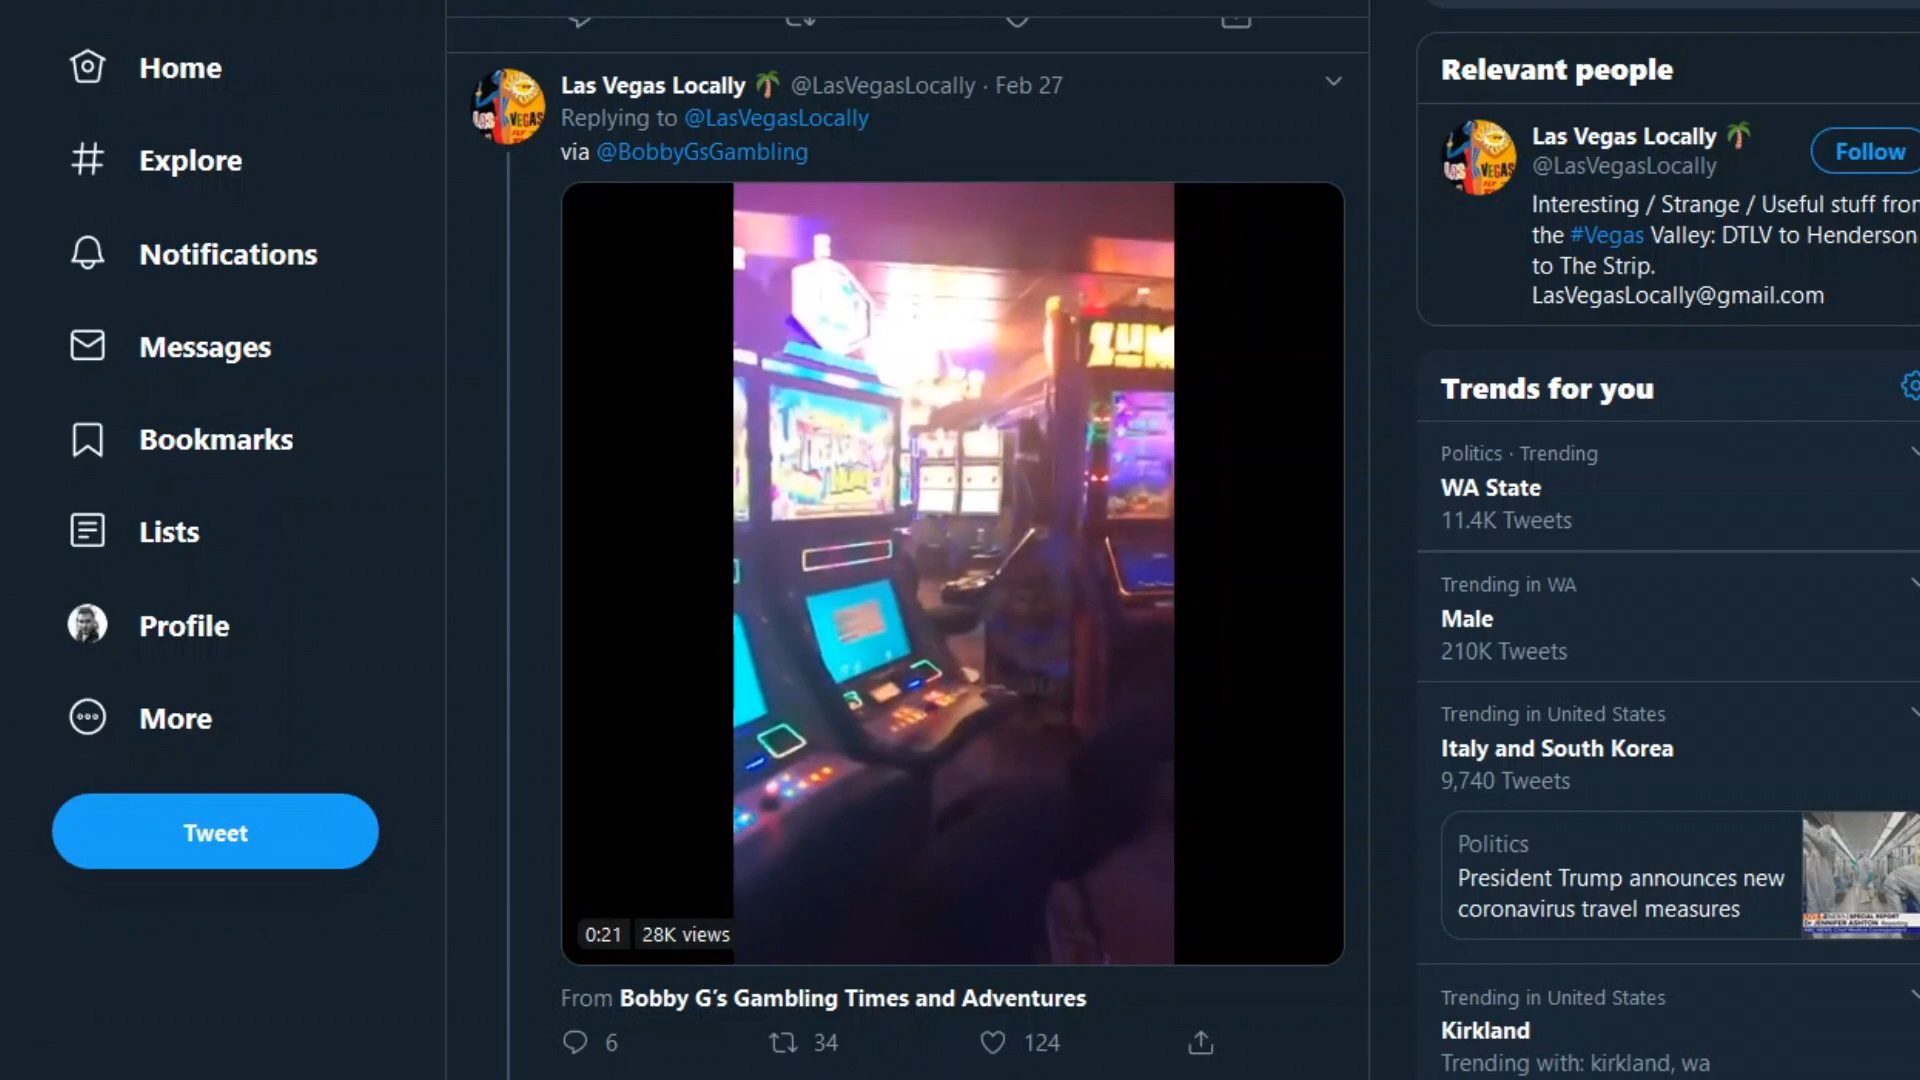 Home
Explore
Notifications
Messages
Bookmarks
Lists
Profile
More
Tweet
Las Vegas Locally 🌴 @LasVegasLocally · Feb 27
Replying to @LasVegasLocally
via @BobbyGsGambling
0:21 28K views
From Bobby G's Gambling Times and Adventures
6 34 124
Relevant people
Las Vegas Locally 🌴
@LasVegasLocally
Follow
Interesting / Strange / Useful stuff from
the #Vegas Valley: DTLV to Henderson
to The Strip.
LasVegasLocally@gmail.com
Trends for you
Politics · Trending
WA State
11.4K Tweets
Trending in WA
Male
210K Tweets
Trending in United States
Italy and South Korea
9,740 Tweets
Politics
President Trump announces new
coronavirus travel measures
Trending in United States
Kirkland
Trending with: kirkland, wa